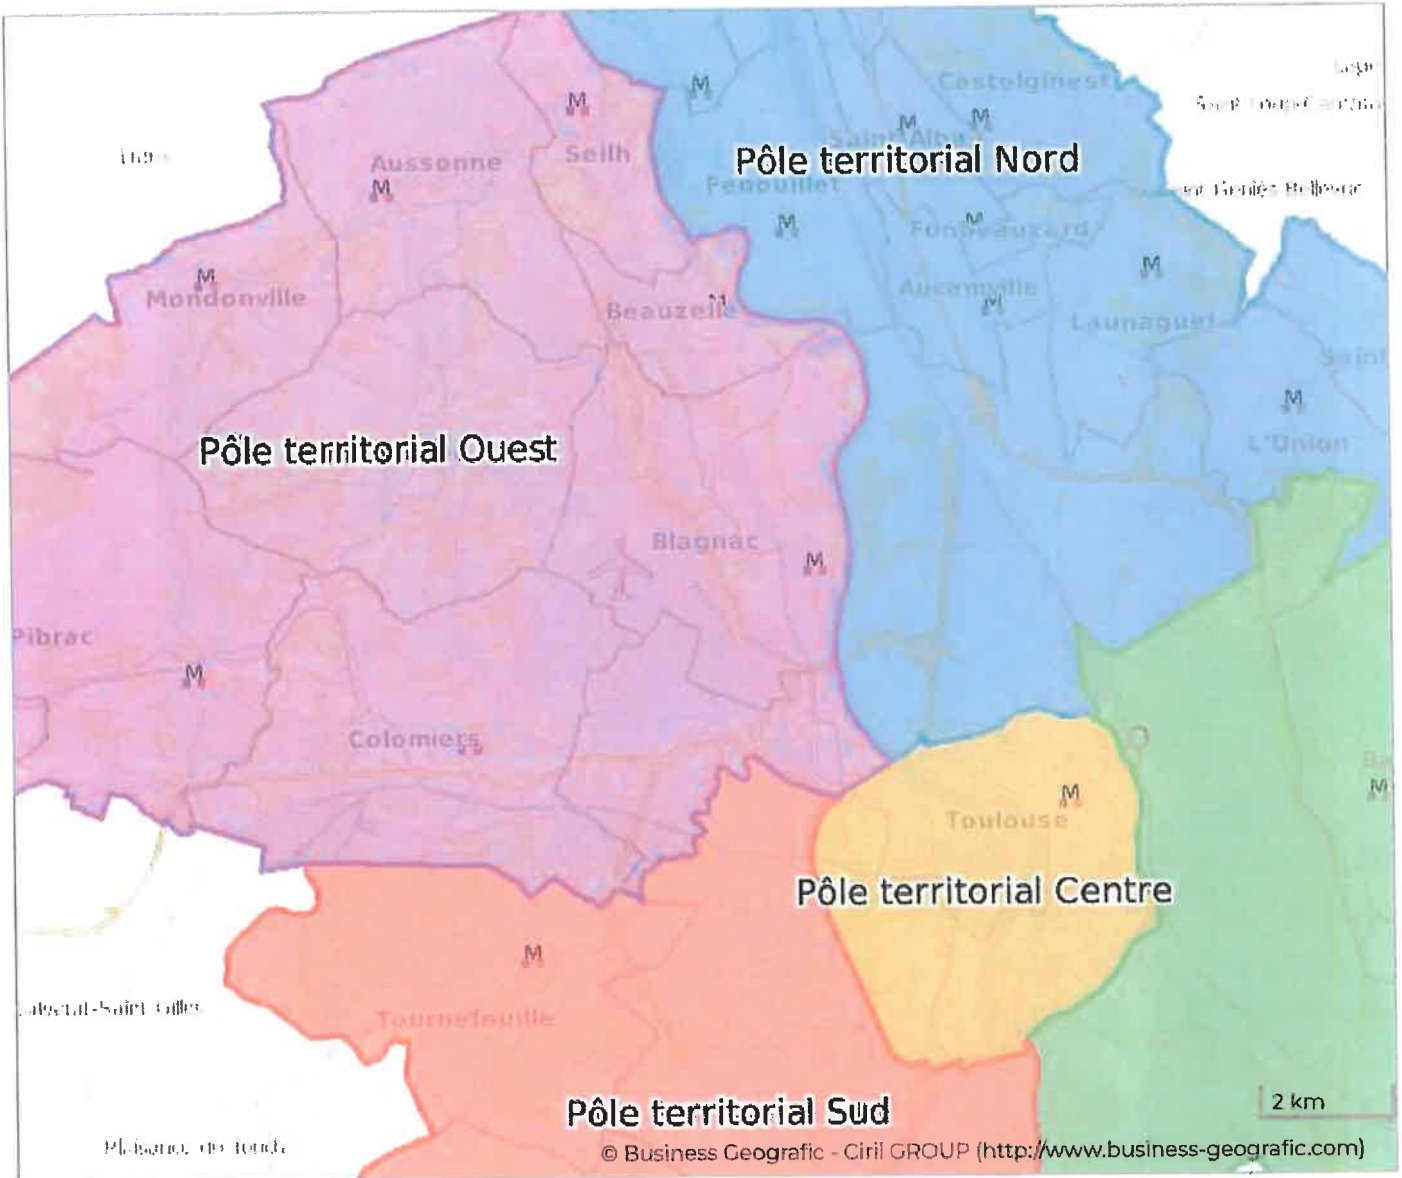 Castelginest
Aussonne
Seilh
Pôle territorial Nord
Fenouillet
Fonbeauzard
Mondonville
Beauzelle
Aucamville
Launaguet
Saint
L'Union
Pôle territorial Ouest
Blagnac
Pibrac
Colomiers
Toulouse
Pôle territorial Centre
Tournefeuille
Pôle territorial Sud
2 km
© Business Geografic - Ciril GROUP (http://www.business-geografic.com)